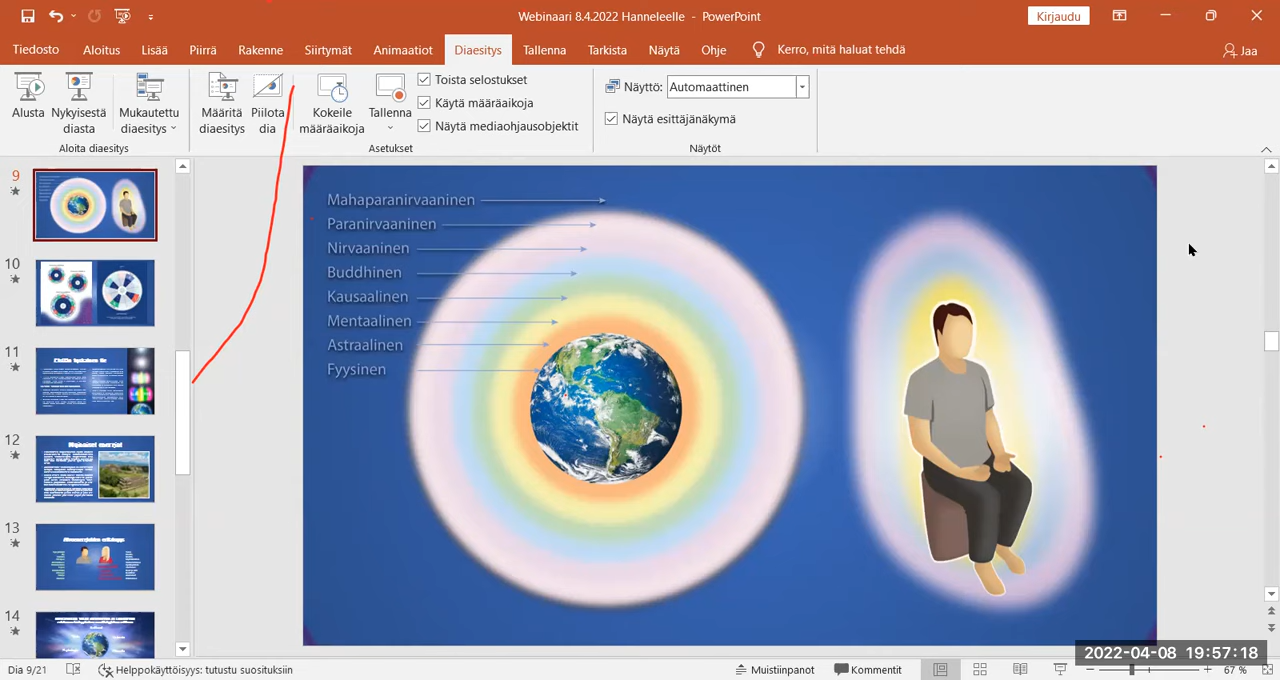 Webinaari 8.4.2022 Hanneleelle - PowerPoint
Kirjaudu
Tiedosto Aloitus Lisää Piirrä Rakenne Siirtymät Animaatiot Diaesitys Tallenna Tarkista Näytä Ohje Kerro, mitä haluat tehdä Jaa
Alusta
Nykyisestä
diasta
Mukautettu
diaesitys
Määritä
diaesitys
Piilota
dia
Kokeile
määräaikoja
Tallenna
Toista selostukset
Käytä määräaikoja
Näytä mediaohjausobjektit
Näyttö: Automaattinen
Näytä esittäjänäkymä
Aloita diaesitys
Asetukset
Näytöt
9
10
11
12
13
14
Mahaparanirvaaninen
Paranirvaaninen
Nirvaaninen
Buddhinen
Kausaalinen
Mentaalinen
Astraalinen
Fyysinen
2022-04-08 19:57:18
Dia 9/21 Helppokäyttöisyys: tutustu suosituksiin Muistiinpanot Kommentit 67 %